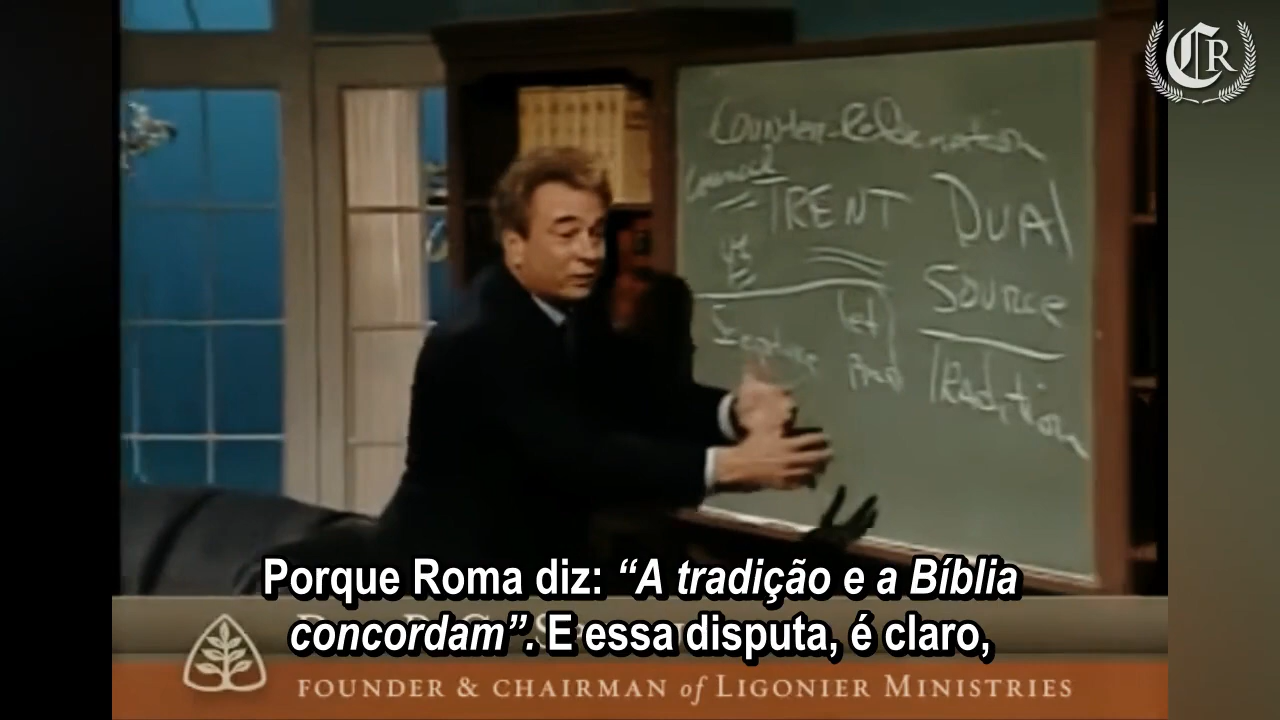 CR
Counter-Reformation
Council
TRENT DUAL
SOURCE
Scripture
Tradition
Porque Roma diz: “A tradição e a Bíblia
concordam”. E essa disputa, é claro,
FOUNDER & CHAIRMAN of LIGONIER MINISTRIES